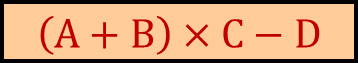 (A + B) × C − D